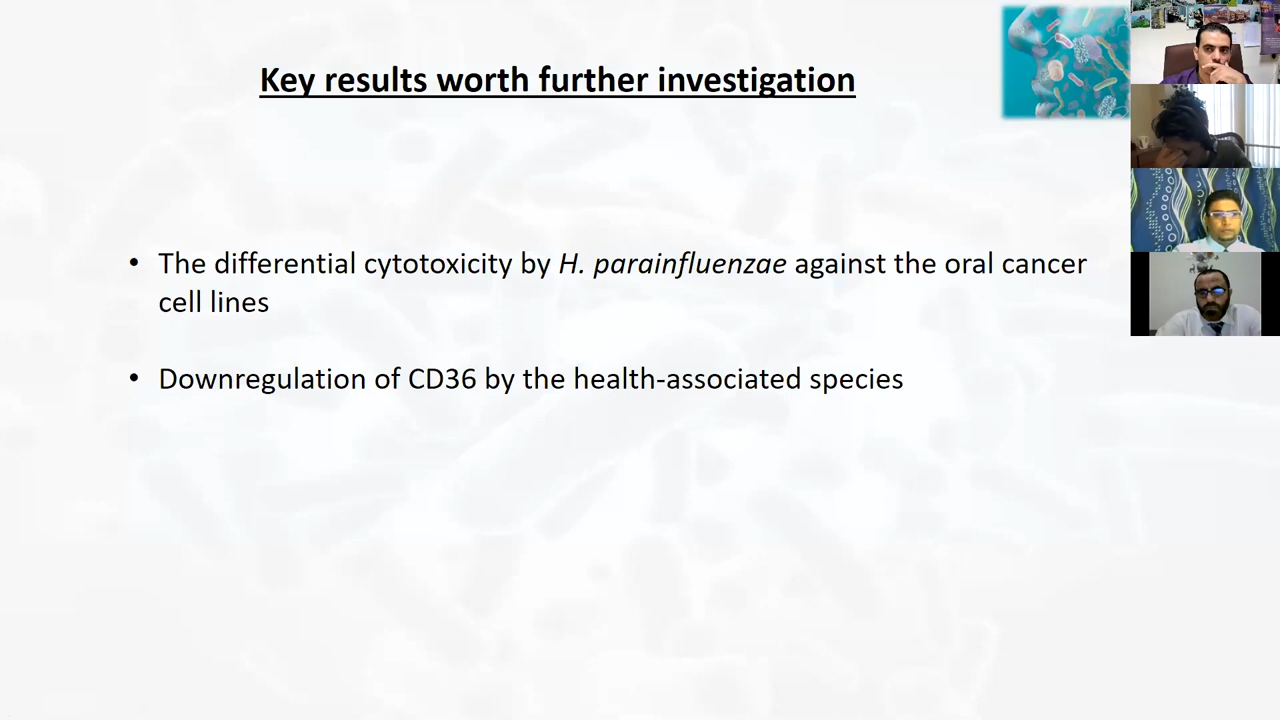 Key results worth further investigation
• The differential cytotoxicity by H. parainfluenzae against the oral cancer
cell lines
• Downregulation of CD36 by the health-associated species